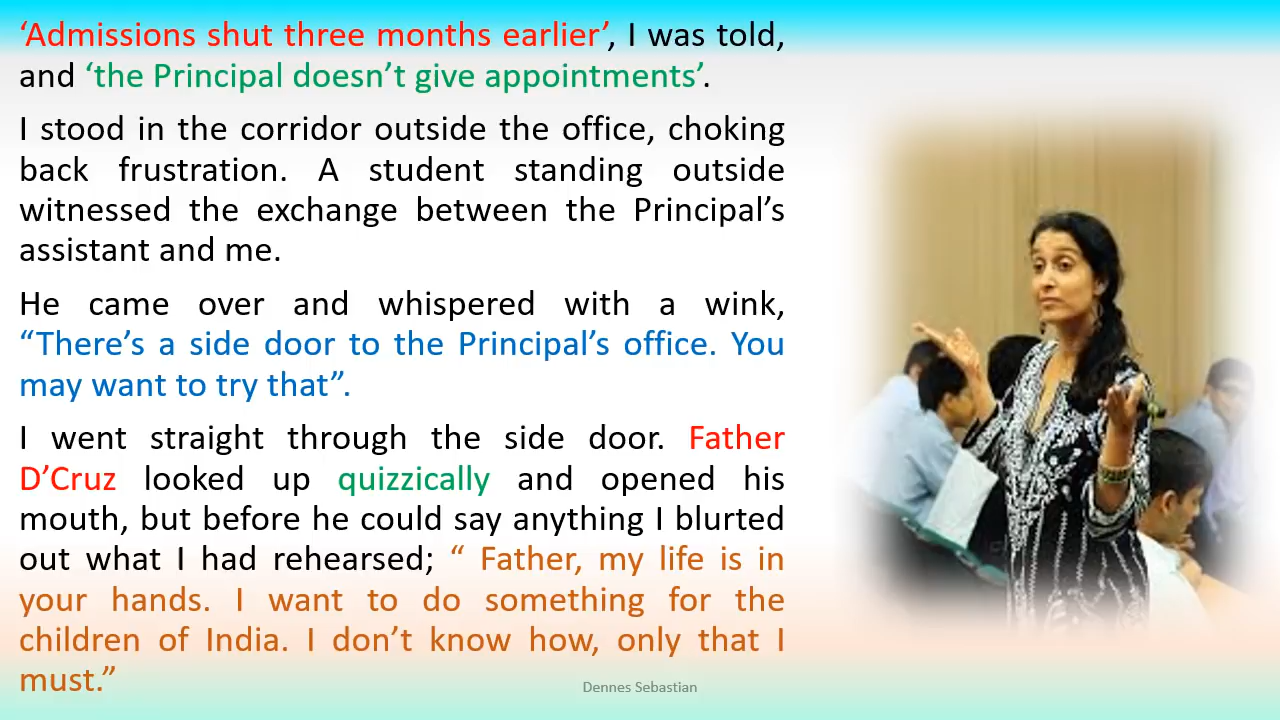 ‘Admissions shut three months earlier’, I was told,
and ‘the Principal doesn’t give appointments’.
I stood in the corridor outside the office, choking
back frustration. A student standing outside
witnessed the exchange between the Principal’s
assistant and me.
He came over and whispered with a wink,
“There’s a side door to the Principal’s office. You
may want to try that”.
I went straight through the side door. Father
D’Cruz looked up quizzically and opened his
mouth, but before he could say anything I blurted
out what I had rehearsed; “ Father, my life is in
your hands. I want to do something for the
children of India. I don’t know how, only that I
must.”
Dennes Sebastian